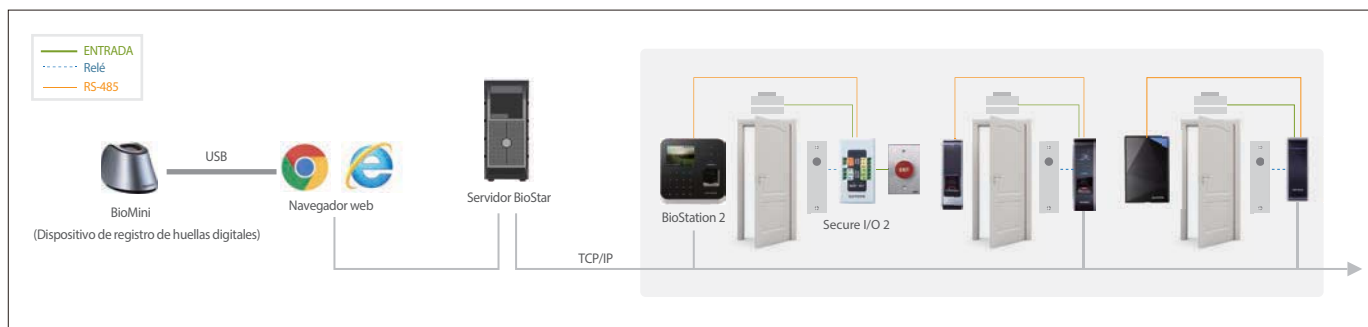 ENTRADA
Relé
RS-485
USB
BioMini
(Dispositivo de registro de huellas digitales)
Navegador web
Servidor BioStar
TCP/IP
BioStation 2
Secure I/O 2
EXIT